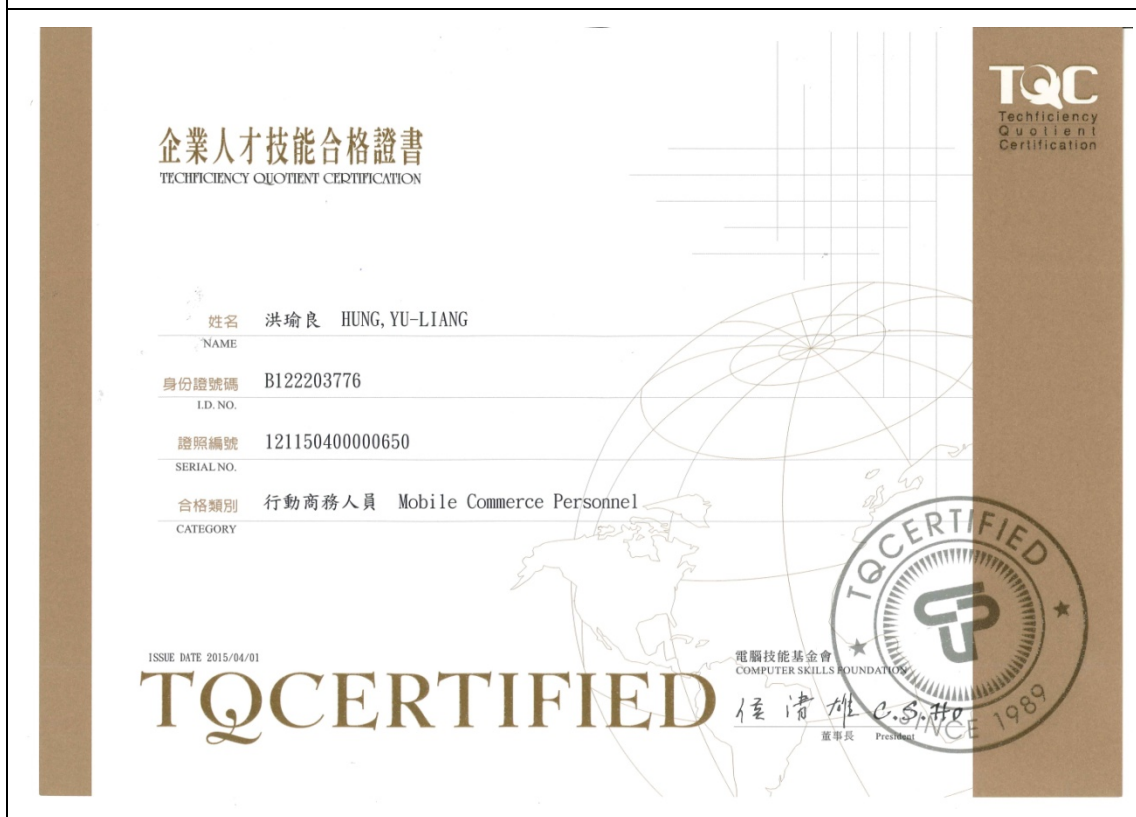 TQC
Techficiency
Quotient
Certification
企業人才技能合格證書
TECHFICIENCY QUOTIENT CERTIFICATION
姓名 洪瑜良 HUNG, YU-LIANG
NAME
身份證號碼 B122203776
I.D. NO.
證照編號 121150400000650
SERIAL NO.
合格類別 行動商務人員 Mobile Commerce Personnel
CATEGORY
ISSUE DATE 2015/04/01
TQCERTIFIED
電腦技能基金會
COMPUTER SKILLS FOUNDATION
C.S. Ho
董事長 President
TQCERTIFIED
SINCE 1989